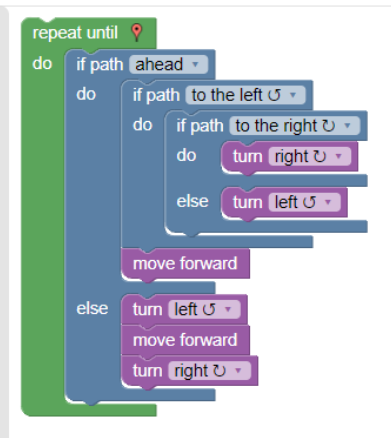 repeat until
do if path ahead
do if path to the left ↺
do if path to the right ↻
do turn right ↻
else turn left ↺
move forward
else turn left ↺
move forward
turn right ↻